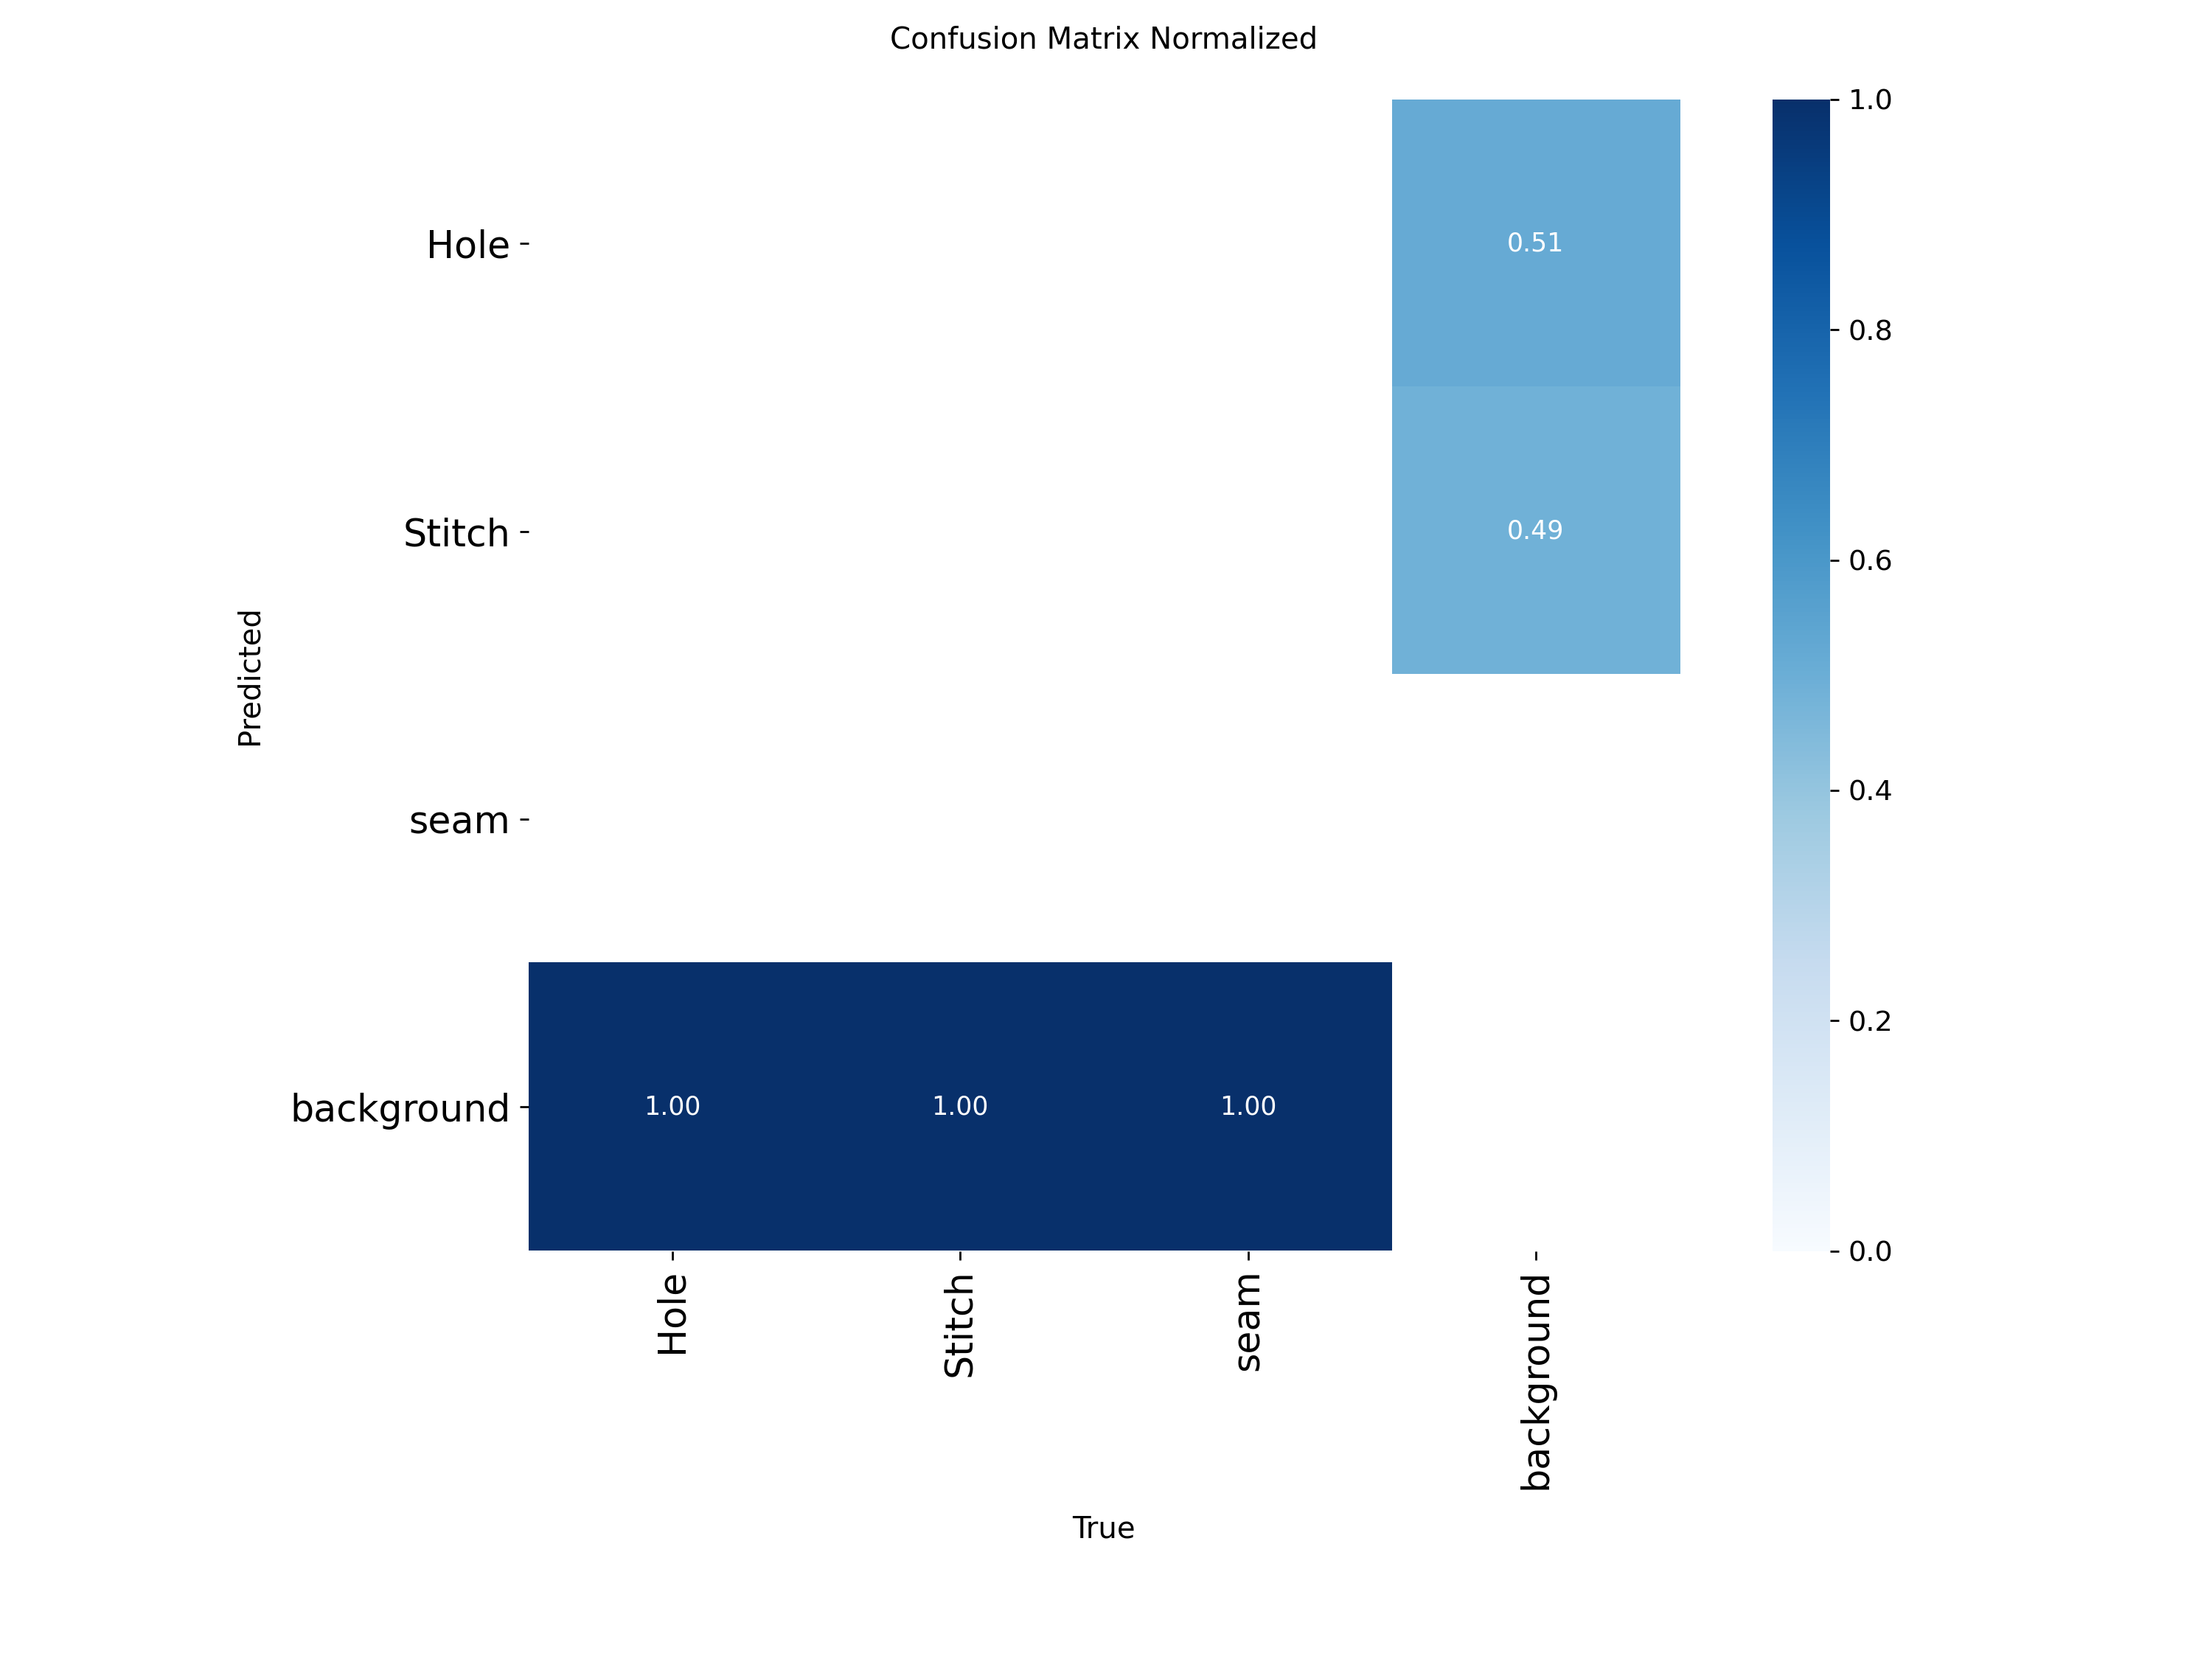 Confusion Matrix Normalized
1.0
Hole
0.51
0.8
Stitch
0.49
0.6
Predicted
seam
0.4
background
1.00 1.00 1.00
0.2
0.0
Hole Stitch seam background
True